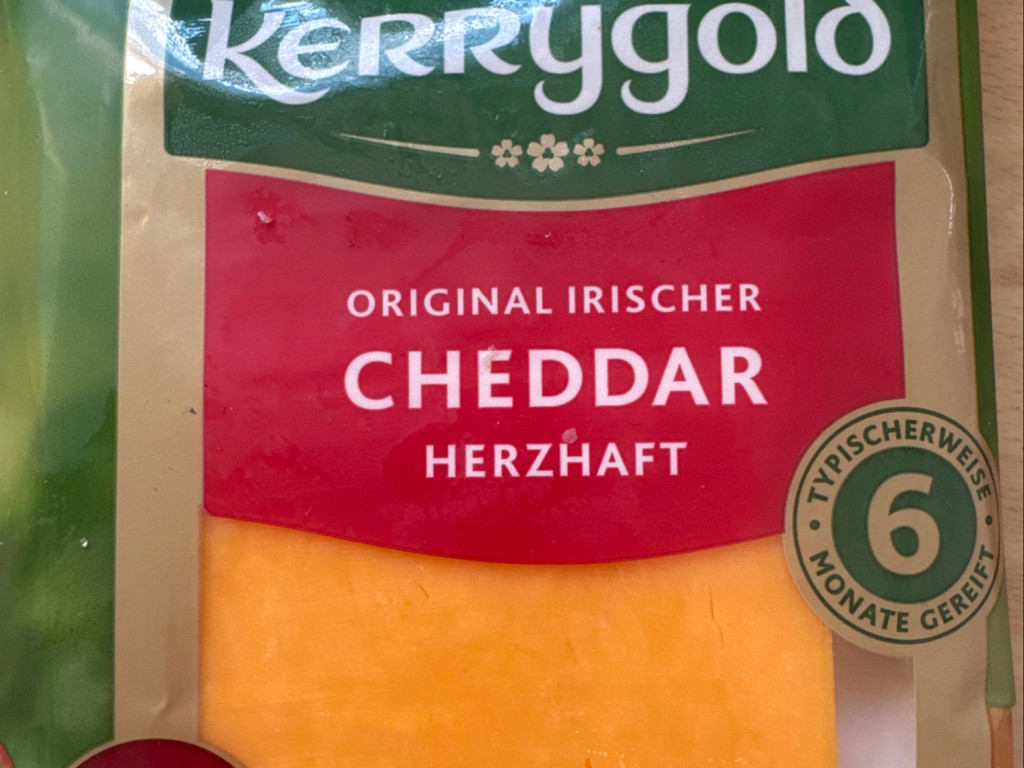 Kerrygold
ORIGINAL IRISCHER
CHEDDAR
HERZHAFT
TYPISCHERWEISE
6
MONATE GEREIFT